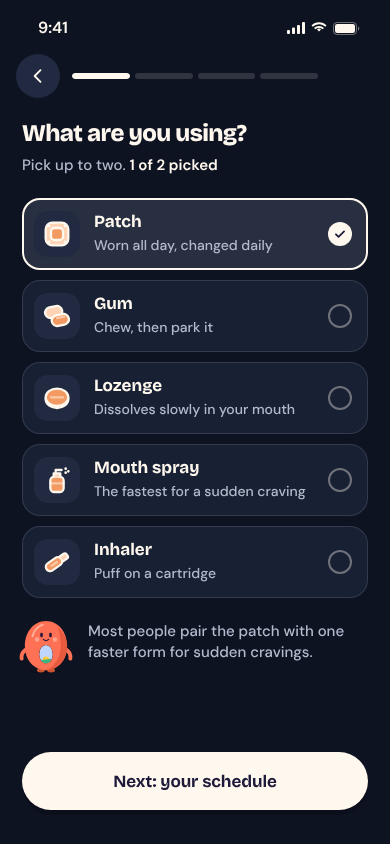 9:41
What are you using?
Pick up to two. 1 of 2 picked
Patch
Worn all day, changed daily
Gum
Chew, then park it
Lozenge
Dissolves slowly in your mouth
Mouth spray
The fastest for a sudden craving
Inhaler
Puff on a cartridge
Most people pair the patch with one
faster form for sudden cravings.
Next: your schedule